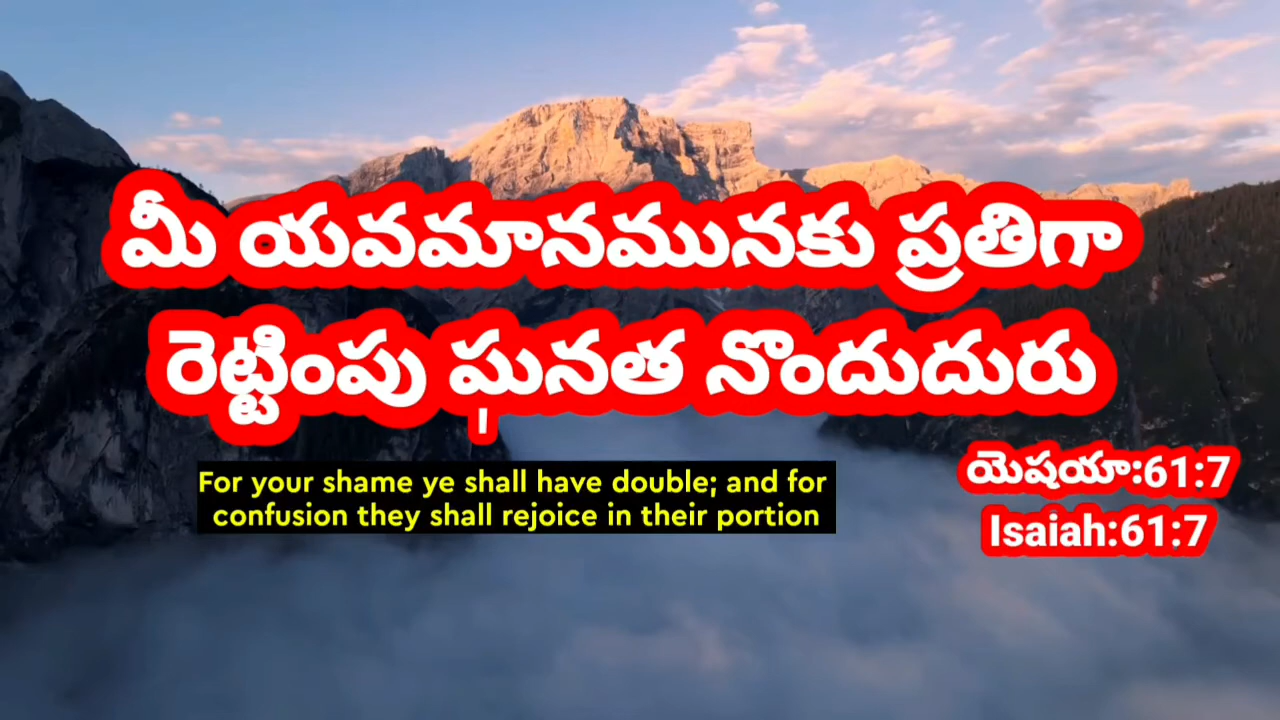 మీ యవమానమునకు ప్రతిగా
రెట్టింపు ఘనత నొందుదురు
For your shame ye shall have double; and for
confusion they shall rejoice in their portion
యెషయా:61:7
Isaiah:61:7